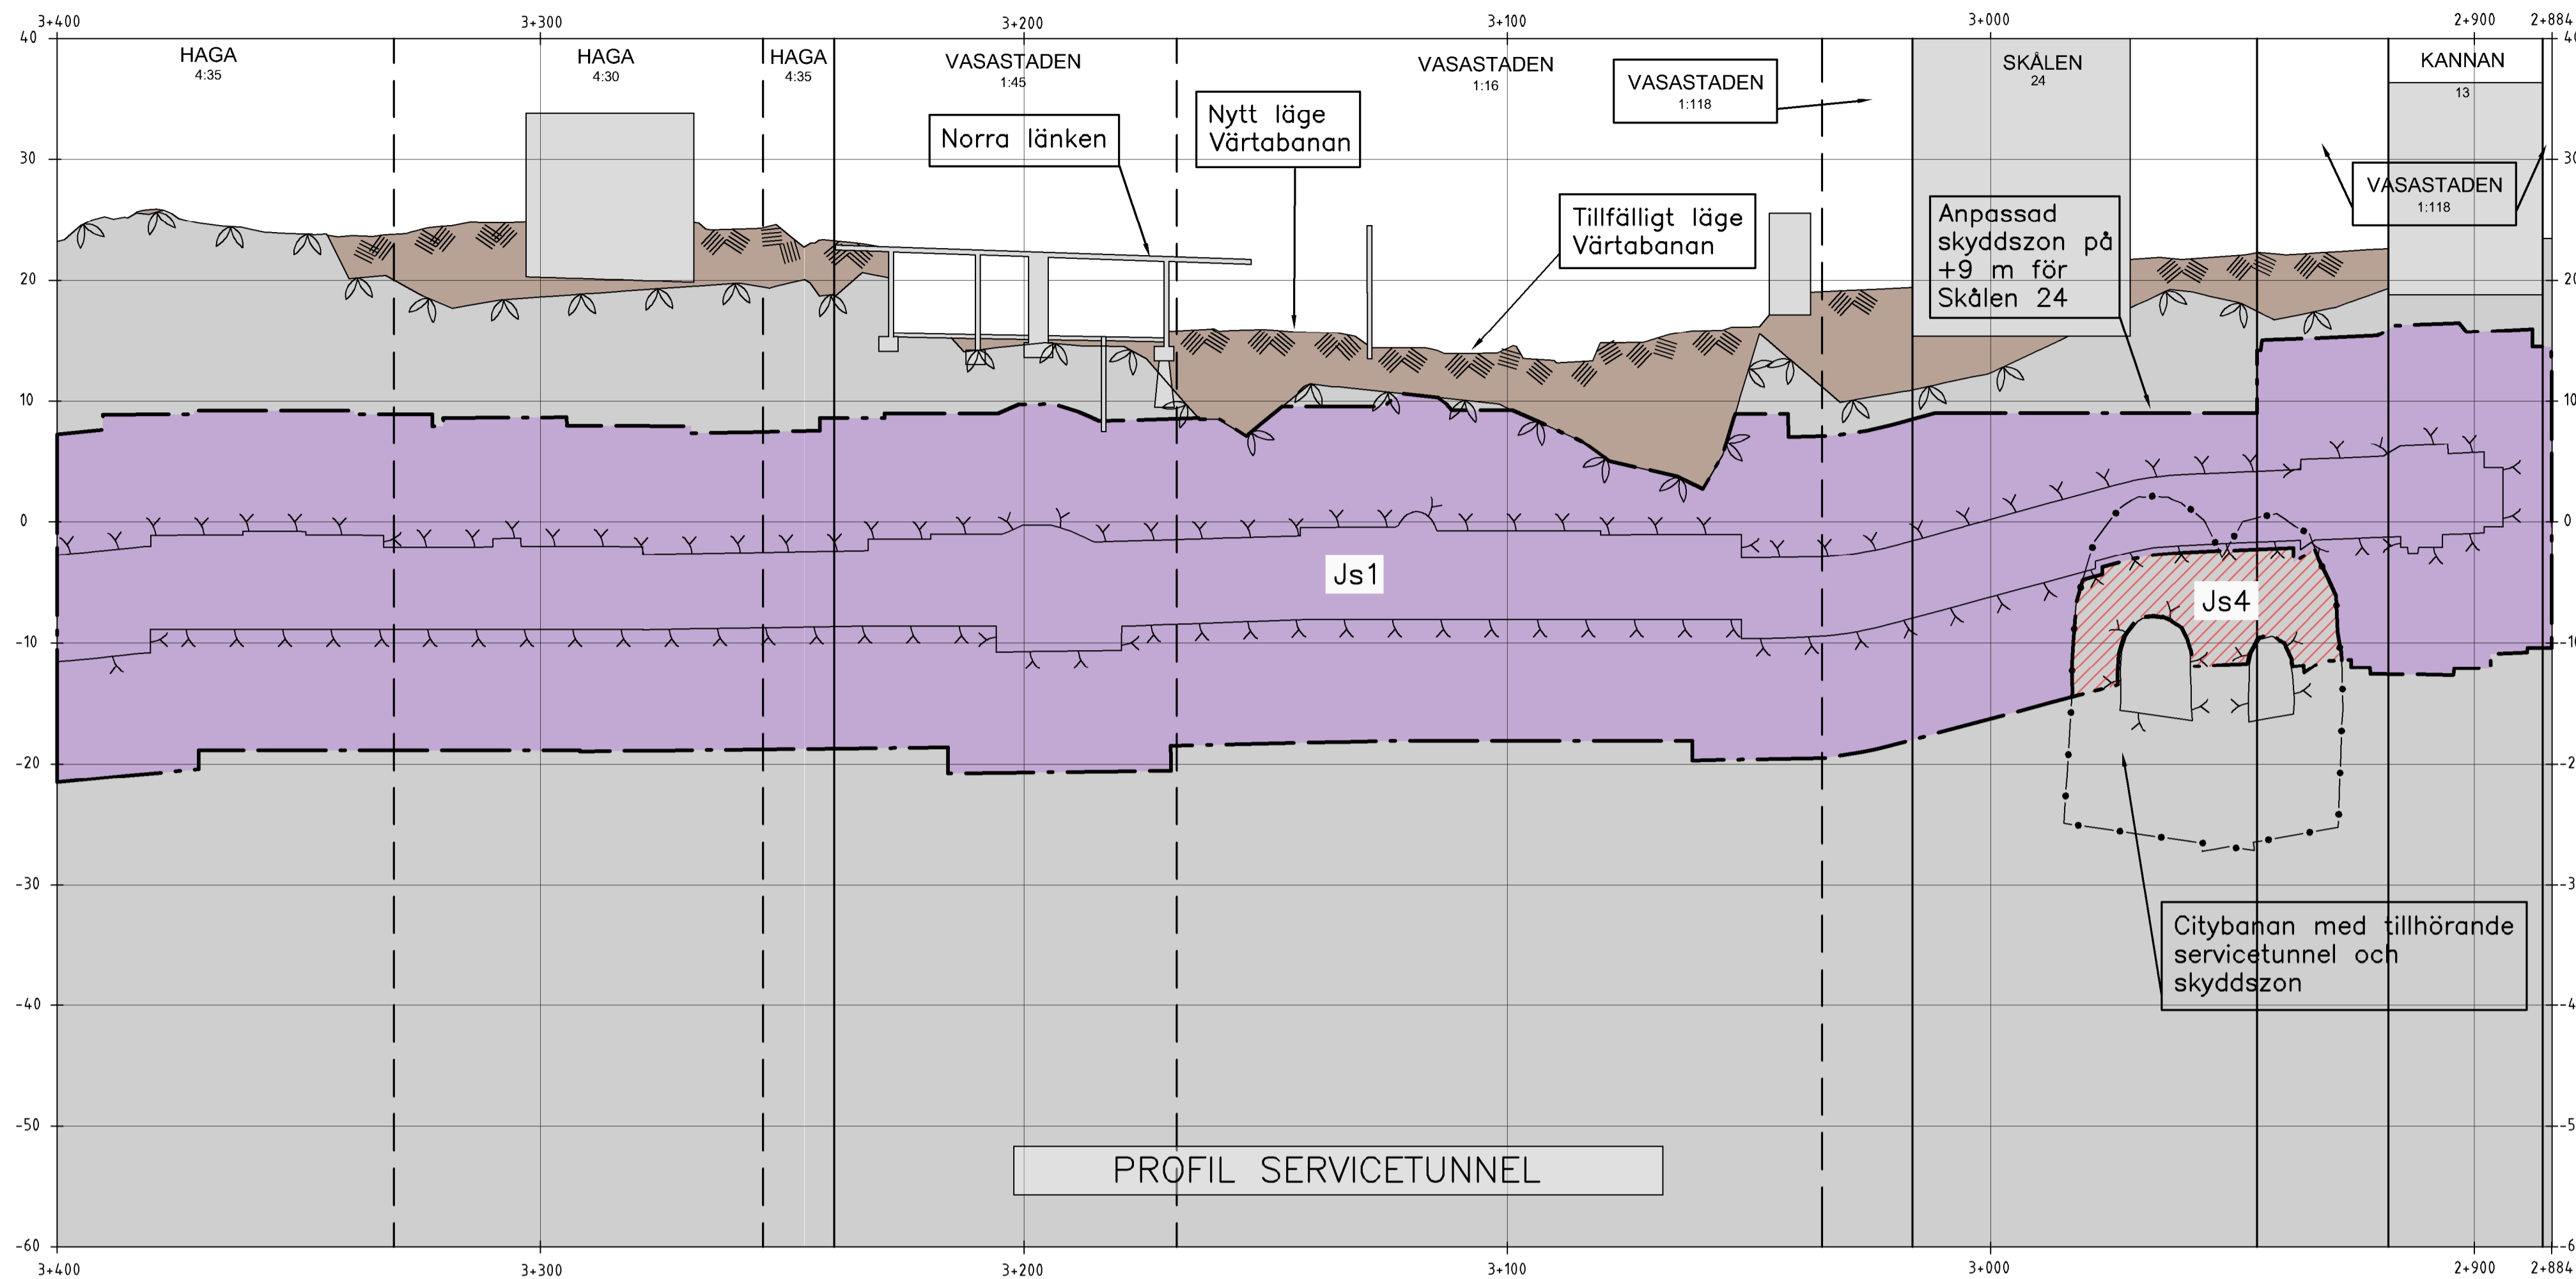 3+400 3+300 3+200 3+100 3+000 2+900 2+884
40
HAGA
4:35
HAGA
4:30
HAGA
4:35
VASASTADEN
1:45
VASASTADEN
1:16
VASASTADEN
1:118
SKÅLEN
24
KANNAN
13
Norra länken
Nytt läge
Värtabanan
Tillfälligt läge
Värtabanan
VASASTADEN
1:118
Anpassad
skyddszon på
+9 m för
Skålen 24
30
20
10
0
-10
-20
-30
-40
-50
-60
30
20
10
0
Js1
Js4
Citybanan med tillhörande
servicetunnel och
skyddszon
PROFIL SERVICETUNNEL
3+400 3+300 3+200 3+100 3+000 2+900 2+884